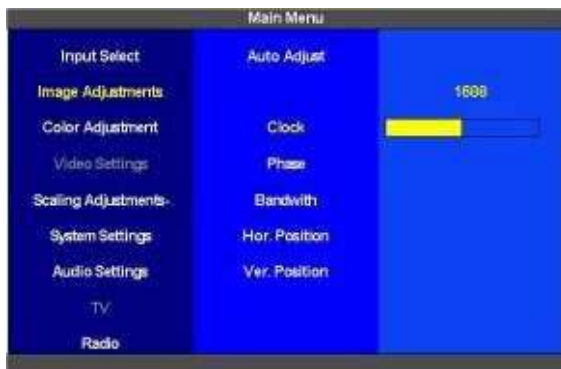 Main Menu
Input Select
Auto Adjust
Image Adjustments
1688
Color Adjustment
Clock
Video Settings
Phase
Scaling Adjustments-
Bandwith
System Settings
Hor. Position
Audio Settings
Ver. Position
TV
Radio